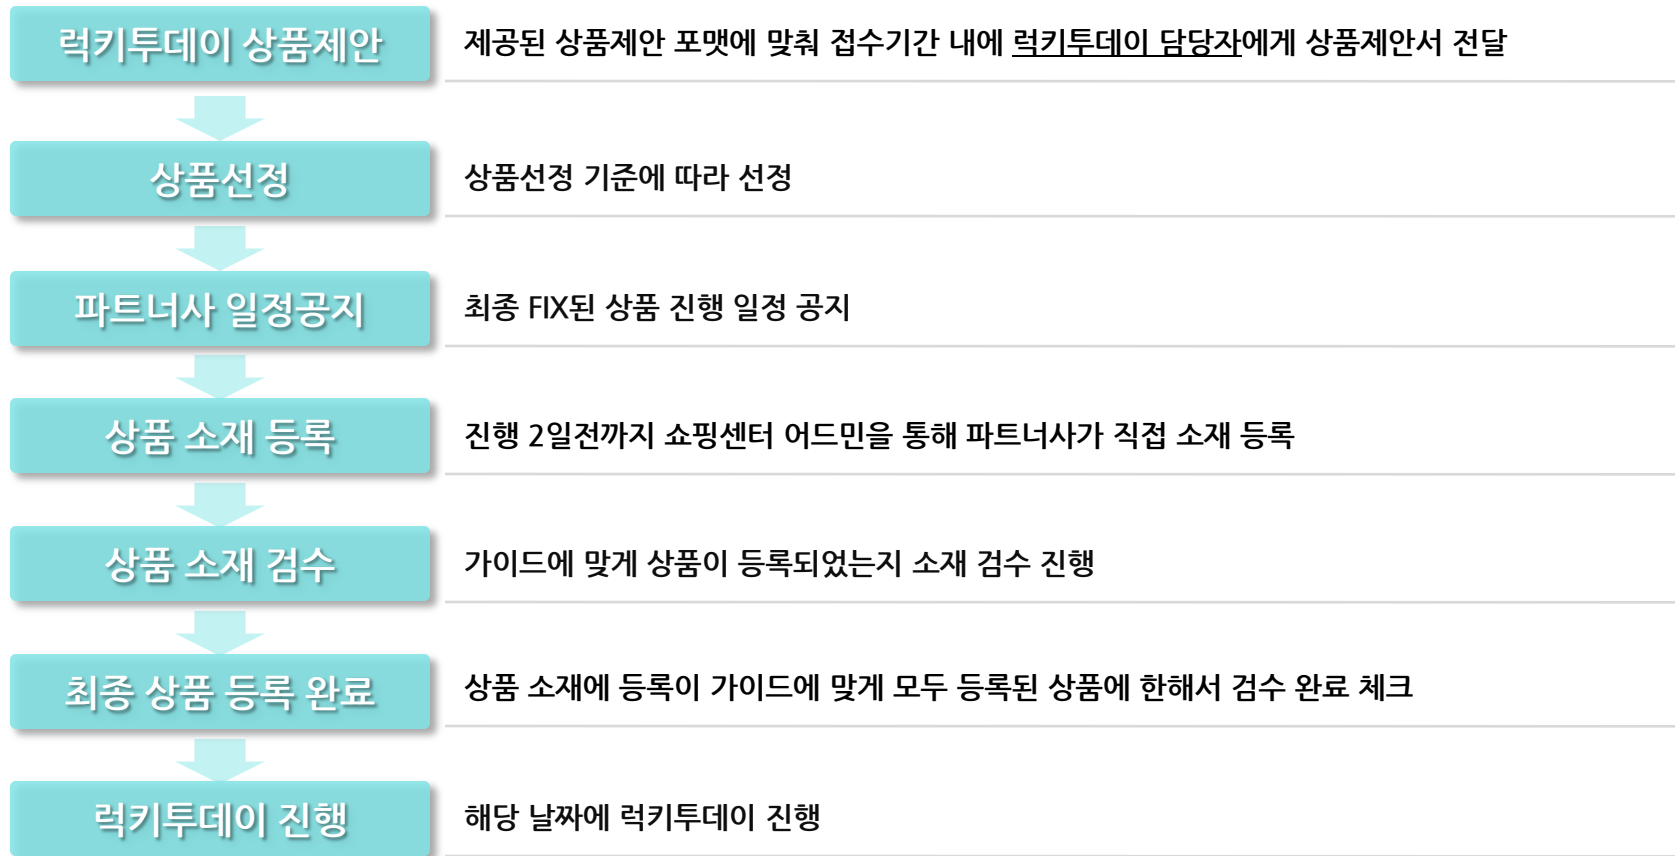 럭키투데이 상품제안
제공된 상품제안 포맷에 맞춰 접수기간 내에 럭키투데이 담당자에게 상품제안서 전달
상품선정
상품선정 기준에 따라 선정
파트너사 일정공지
최종 FIX된 상품 진행 일정 공지
상품 소재 등록
진행 2일전까지 쇼핑센터 어드민을 통해 파트너사가 직접 소재 등록
상품 소재 검수
가이드에 맞게 상품이 등록되었는지 소재 검수 진행
최종 상품 등록 완료
상품 소재에 등록이 가이드에 맞게 모두 등록된 상품에 한해서 검수 완료 체크
럭키투데이 진행
해당 날짜에 럭키투데이 진행